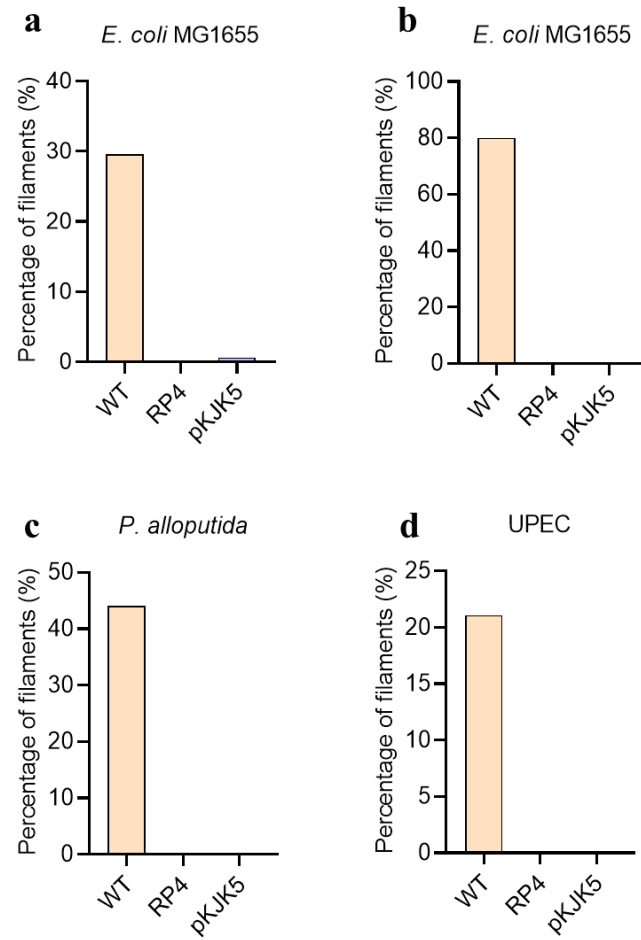 a
E. coli MG1655
Percentage of filaments (%)
40
30
20
10
0
WT
RP4
pKJK5
b
E. coli MG1655
Percentage of filaments (%)
100
80
60
40
20
0
WT
RP4
pKJK5
c
P. alloputida
Percentage of filaments (%)
50
40
30
20
10
0
WT
RP4
pKJK5
d
UPEC
Percentage of filaments (%)
25
20
15
10
5
0
WT
RP4
pKJK5